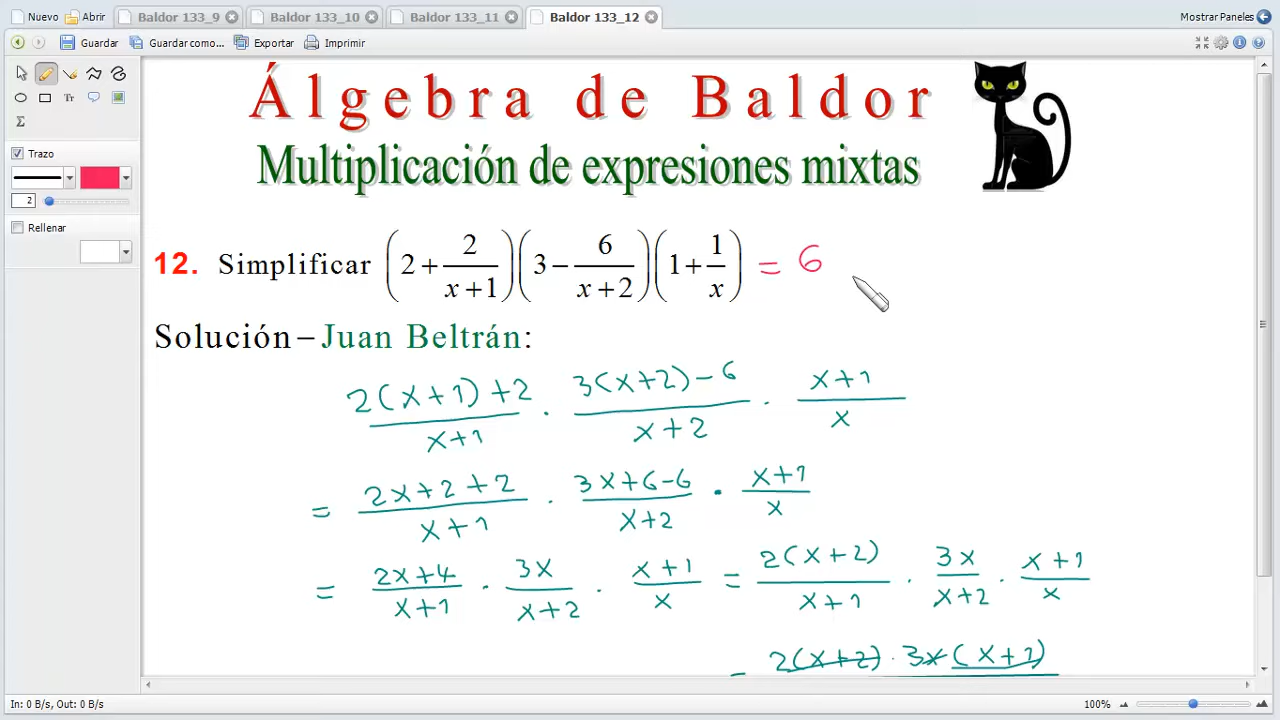 Nuevo Abrir Baldor 133_9 Baldor 133_10 Baldor 133_11 Baldor 133_12 Mostrar Paneles
Guardar Guardar como... Exportar Imprimir
Álgebra de Baldor
Multiplicación de expresiones mixtas
Trazo
2
Rellenar
12. Simplificar (2 + 2/(x+1))(3 − 6/(x+2))(1 + 1/x) = 6
Solución – Juan Beltrán:
(2(x+1)+2)/(x+1) · (3(x+2)−6)/(x+2) · (x+1)/x
= (2x+2+2)/(x+1) · (3x+6−6)/(x+2) · (x+1)/x
= (2x+4)/(x+1) · 3x/(x+2) · (x+1)/x = 2(x+2)/(x+1) · 3x/(x+2) · (x+1)/x
= 2(x+2) · 3x(x+1)
In: 0 B/s, Out: 0 B/s 100%